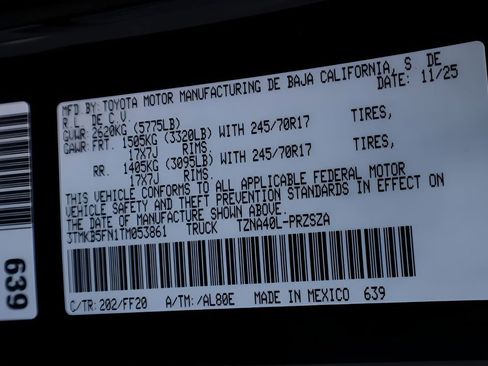 MFD BY: TOYOTA MOTOR MANUFACTURING DE BAJA CALIFORNIA, S. DE
R.L. DE C.V. DATE: 11/25
GVWR: 2620KG (5775LB)
GAWR: FRT. 1505KG (3320LB) WITH 245/70R17 TIRES,
17X7J RIMS.
RR. 1405KG (3095LB) WITH 245/70R17 TIRES,
17X7J RIMS.
THIS VEHICLE CONFORMS TO ALL APPLICABLE FEDERAL MOTOR
VEHICLE SAFETY AND THEFT PREVENTION STANDARDS IN EFFECT ON
THE DATE OF MANUFACTURE SHOWN ABOVE.
3TMKB5FN1TM053861 TRUCK TZNA40L-PRZSZA
C/TR: 202/FF20 A/TM: /AL80E MADE IN MEXICO 639
639